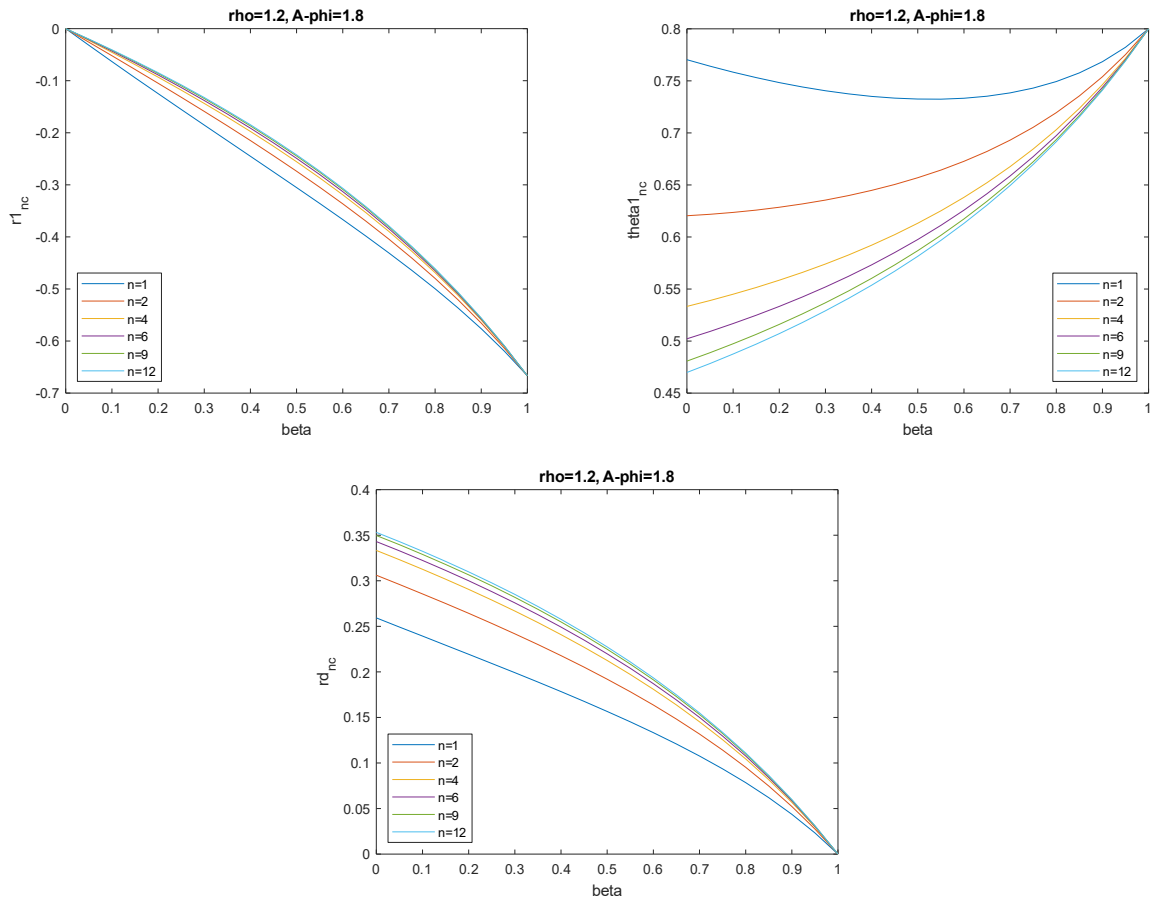 rho=1.2, A-phi=1.8
0
-0.1
-0.2
-0.3
-0.4
-0.5
-0.6
-0.7
r1nc
n=1
n=2
n=4
n=6
n=9
n=12
0 0.1 0.2 0.3 0.4 0.5 0.6 0.7 0.8 0.9 1
beta
rho=1.2, A-phi=1.8
0.8
0.75
0.7
0.65
0.6
0.55
0.5
0.45
theta1nc
n=1
n=2
n=4
n=6
n=9
n=12
0 0.1 0.2 0.3 0.4 0.5 0.6 0.7 0.8 0.9 1
beta
rho=1.2, A-phi=1.8
0.4
0.35
0.3
0.25
0.2
0.15
0.1
0.05
0
rdnc
n=1
n=2
n=4
n=6
n=9
n=12
0 0.1 0.2 0.3 0.4 0.5 0.6 0.7 0.8 0.9 1
beta